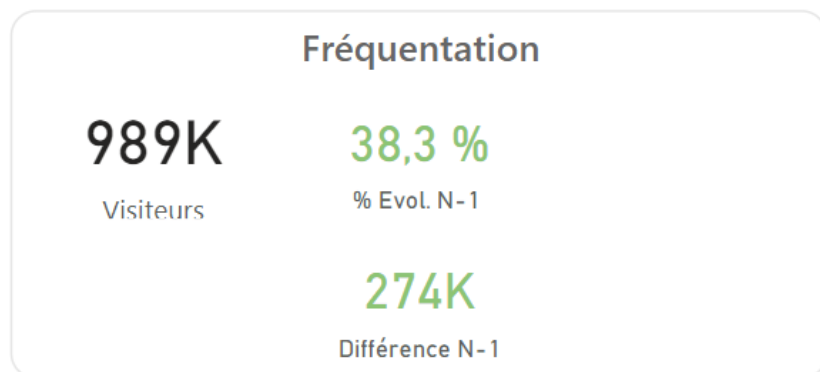 Fréquentation
989K
Visiteurs
38,3 %
% Evol. N-1
274K
Différence N-1